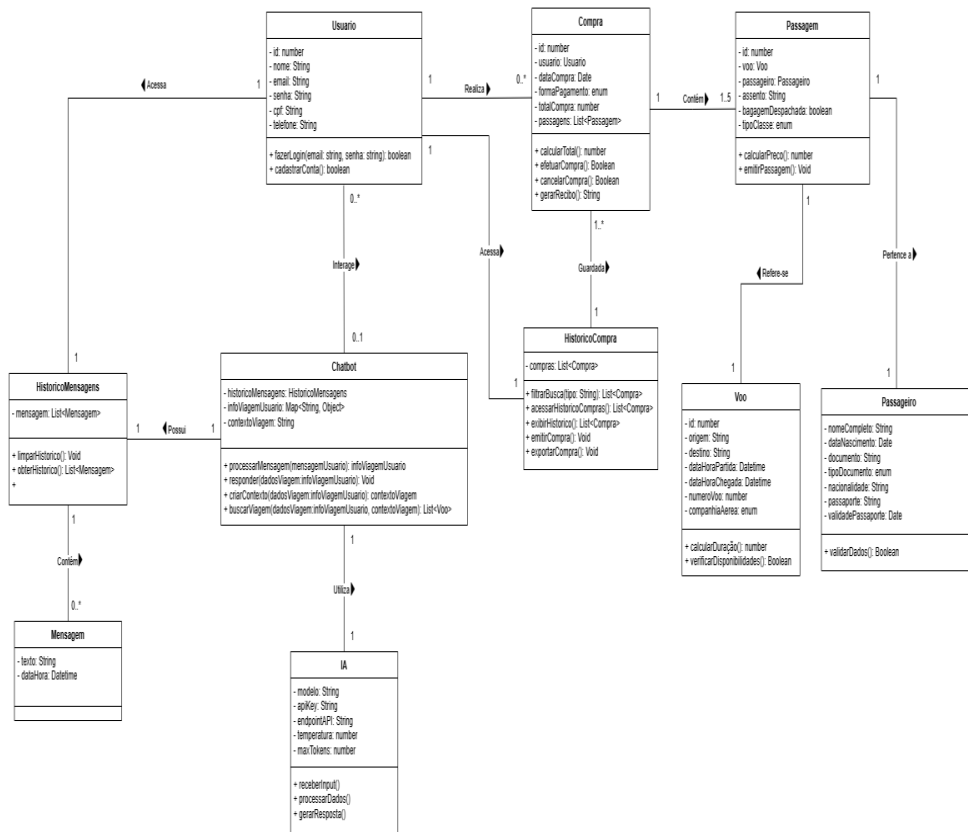 Usuario
- id: number
- nome: String
- email: String
- senha: String
- cpf: String
- telefone: String
+ fazerLogin(email: string, senha: string): boolean
+ cadastrarConta(): boolean
Compra
- id: number
- usuario: Usuario
- dataCompra: Date
- formaPagamento: enum
- totalCompra: number
- passagens: List<Passagem>
+ calcularTotal(): number
+ efetuarCompra(): Boolean
+ cancelarCompra(): Boolean
+ gerarRecibo(): String
Passagem
- id: number
- voo: Voo
- passageiro: Passageiro
- assento: String
- bagagemDespachada: boolean
- tipoClasse: enum
+ calcularPreco(): number
+ emitirPassagem(): Void
Acessa
1
1
Realiza
0..*
1
Contém
1..5
1
1
0..*
Interage
0..1
Acessa
1
1..*
Guardada
1
1
Refere-se
1
Pertence a
1
1
HistoricoMensagens
- mensagem: List<Mensagem>
+ limparHistorico(): Void
+ obterHistorico(): List<Mensagem>
+
1
Possui
1
Chatbot
- historicoMensagens: HistoricoMensagens
- infoViagemUsuario: Map<String, Object>
- contextoViagem: String
+ processarMensagem(mensagemUsuario): infoViagemUsuario
+ responder(dadosViagem:infoViagemUsuario): Void
+ criarContexto(dadosViagem:infoViagemUsuario): contextoViagem
+ buscarViagem(dadosViagem:infoViagemUsuario, contextoViagem): List<Voo>
HistoricoCompra
- compras: List<Compra>
+ filtrarBusca(tipo: String): List<Compra>
+ acessarHistoricoCompras(): List<Compra>
+ exibirHistorico(): List<Compra>
+ emitirCompra(): Void
+ exportarCompra(): Void
Voo
- id: number
- origem: String
- destino: String
- dataHoraPartida: Datetime
- dataHoraChegada: Datetime
- numeroVoo: number
- companhiaAerea: enum
+ calcularDuração(): number
+ verificarDisponibilidades(): Boolean
Passageiro
- nomeCompleto: String
- dataNascimento: Date
- documento: String
- tipoDocumento: enum
- nacionalidade: String
- passaporte: String
- validadePassaporte: Date
+ validarDados(): Boolean
1
Contém
0..*
Mensagem
- texto: String
- dataHora: Datetime
1
Utiliza
1
IA
- modelo: String
- apiKey: String
- endpointAPI: String
- temperatura: number
- maxTokens: number
+ receberInput()
+ processarDados()
+ gerarResposta()